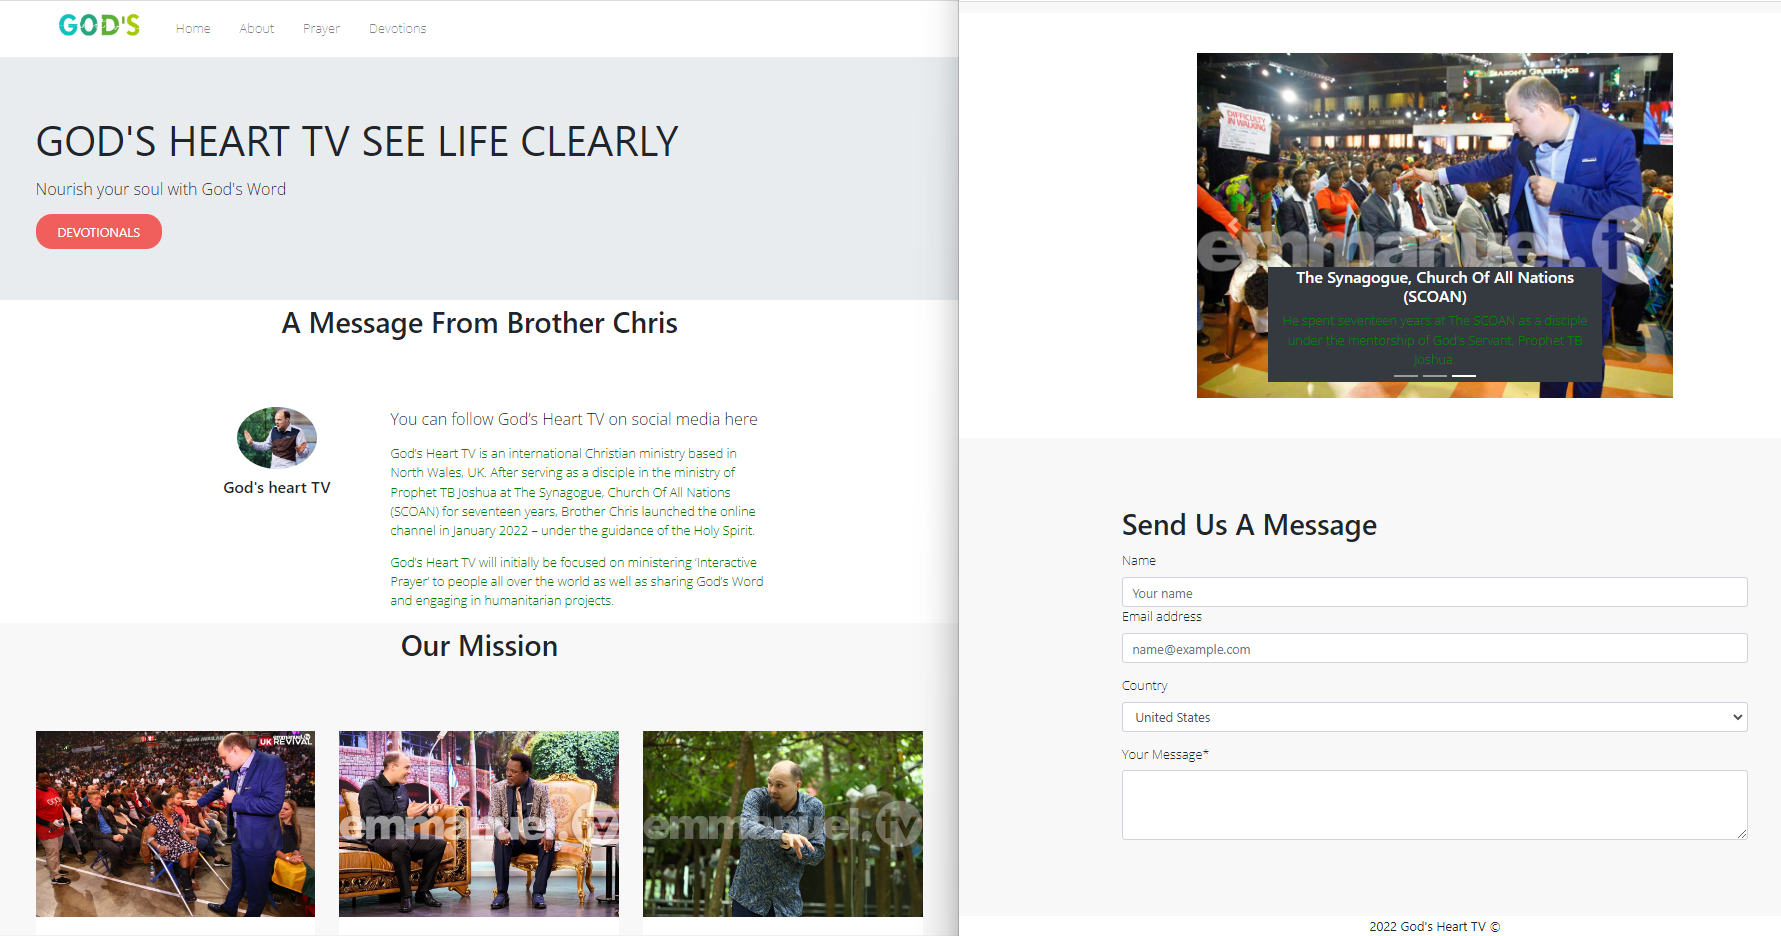 GOD'S
Home
About
Prayer
Devotions
GOD'S HEART TV SEE LIFE CLEARLY
Nourish your soul with God's Word
DEVOTIONALS
A Message From Brother Chris
God's heart TV
You can follow God’s Heart TV on social media here
God’s Heart TV is an international Christian ministry based in
North Wales, UK. After serving as a disciple in the ministry of
Prophet TB Joshua at The Synagogue, Church Of All Nations
(SCOAN) for seventeen years, Brother Chris launched the online
channel in January 2022 – under the guidance of the Holy Spirit.
God’s Heart TV will initially be focused on ministering ‘Interactive
Prayer’ to people all over the world as well as sharing God’s Word
and engaging in humanitarian projects.
Our Mission
emmanuel.tv
UK REVIVAL
emmanuel.tv
emmanuel.tv
SEASON'S GREETINGS
DIFFICULTY
IN WALKING
emmanuel.tv
The Synagogue, Church Of All Nations
(SCOAN)
He spent seventeen years at The SCOAN as a disciple
under the mentorship of God’s Servant, Prophet TB
Joshua.
Send Us A Message
Name
Your name
Email address
name@example.com
Country
United States
Your Message*
2022 God's Heart TV ©